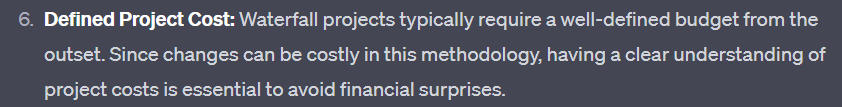 6. Defined Project Cost: Waterfall projects typically require a well-defined budget from the
outset. Since changes can be costly in this methodology, having a clear understanding of
project costs is essential to avoid financial surprises.